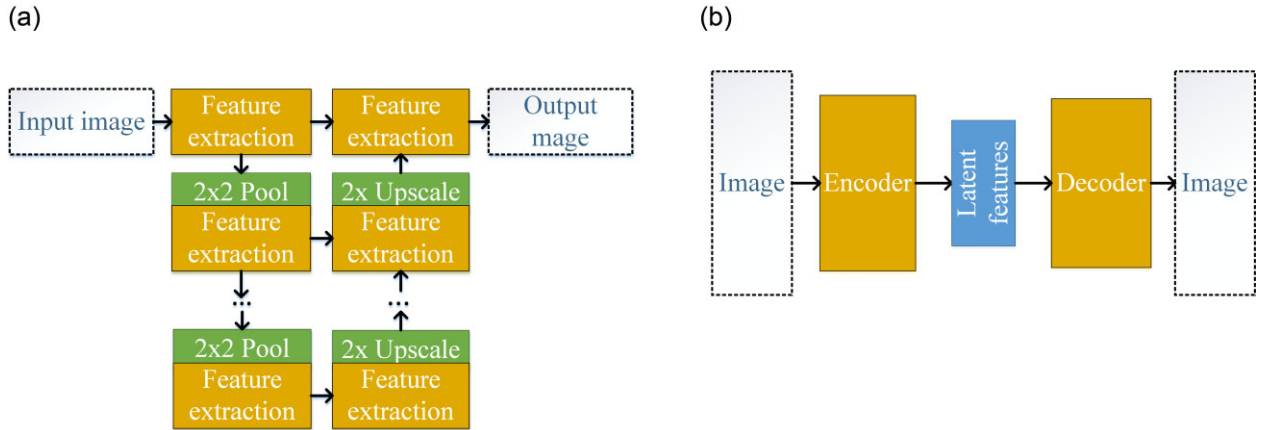 (a)
Input image
Feature
extraction
Feature
extraction
Output
mage
2x2 Pool
Feature
extraction
2x Upscale
Feature
extraction
...
...
2x2 Pool
Feature
extraction
2x Upscale
Feature
extraction
(b)
Image
Encoder
Latent
features
Decoder
Image